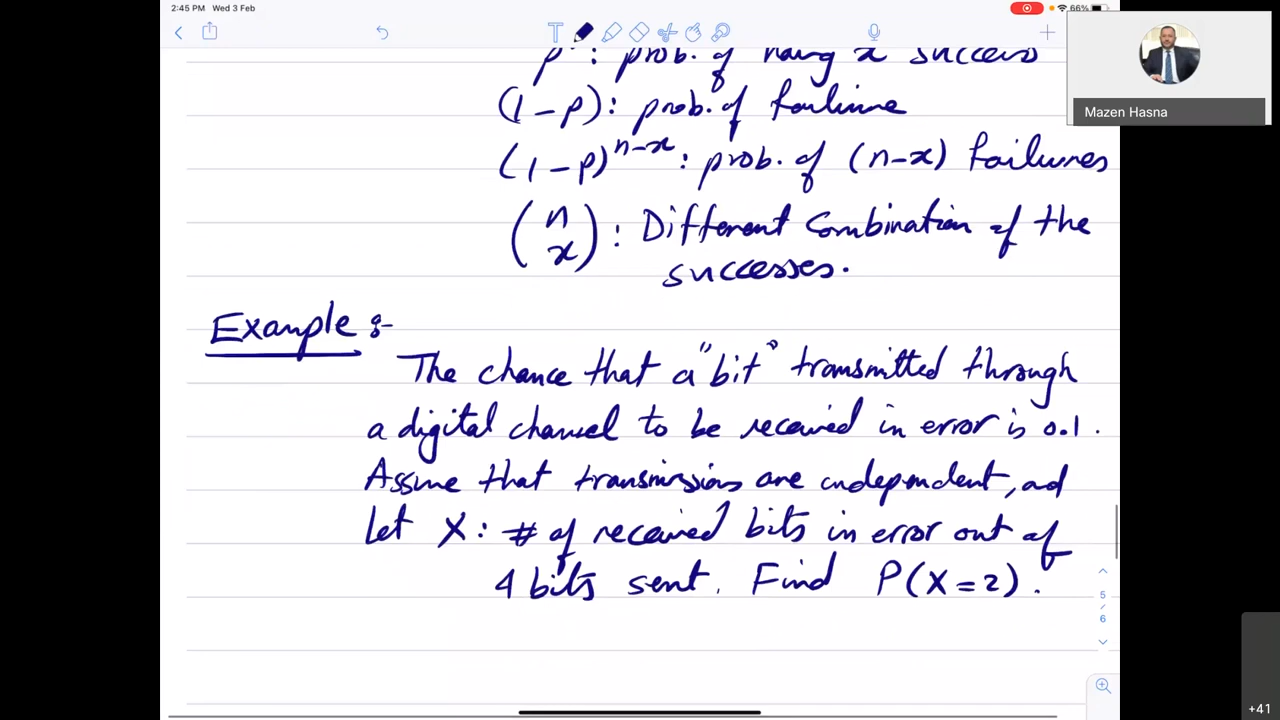 2:45 PM Wed 3 Feb
66%
Mazen Hasna
pˣ: prob. of having x success
(1-p): prob. of failure
(1-p)ⁿ⁻ˣ: prob. of (n-x) failures
(n x): Different Combination of the
successes.
Example :-
The chance that a "bit" transmitted through
a digital channel to be received in error is 0.1.
Assume that transmissions are independent, and
let X: # of received bits in error out of
4 bits sent. Find P(X=2).
5
/
6
+41